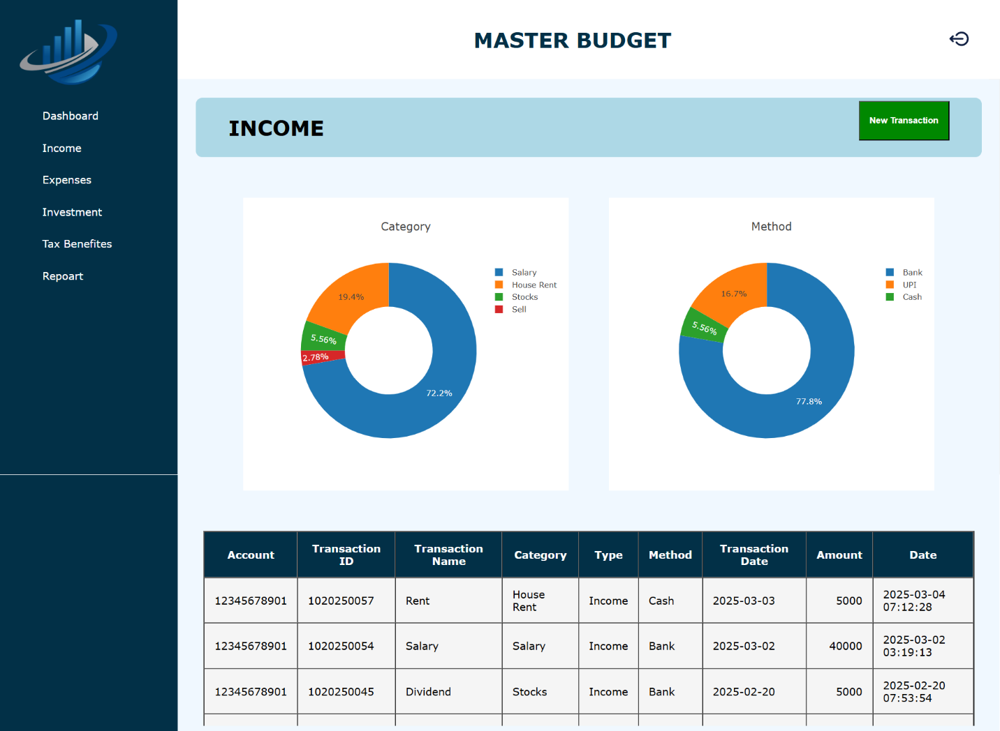 MASTER BUDGET
Dashboard
Income
Expenses
Investment
Tax Benefites
Repoart
INCOME
New Transaction
Category
Salary
House Rent
Stocks
Sell
19.4%
5.56%
2.78%
72.2%
Method
Bank
UPI
Cash
16.7%
5.56%
77.8%
Account Transaction ID Transaction Name Category Type Method Transaction Date Amount Date
12345678901 1020250057 Rent House Rent Income Cash 2025-03-03 5000 2025-03-04 07:12:28
12345678901 1020250054 Salary Salary Income Bank 2025-03-02 40000 2025-03-02 03:19:13
12345678901 1020250045 Dividend Stocks Income Bank 2025-02-20 5000 2025-02-20 07:53:54